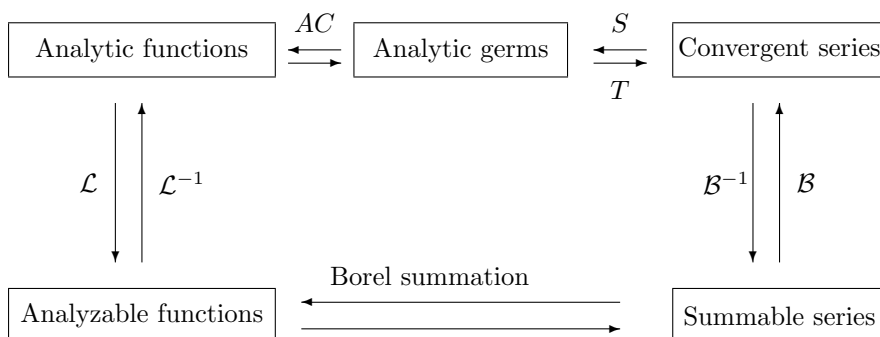 AC
S
Analytic functions
Analytic germs
Convergent series
T
ℒ
ℒ⁻¹
ℬ⁻¹
ℬ
Borel summation
Analyzable functions
Summable series